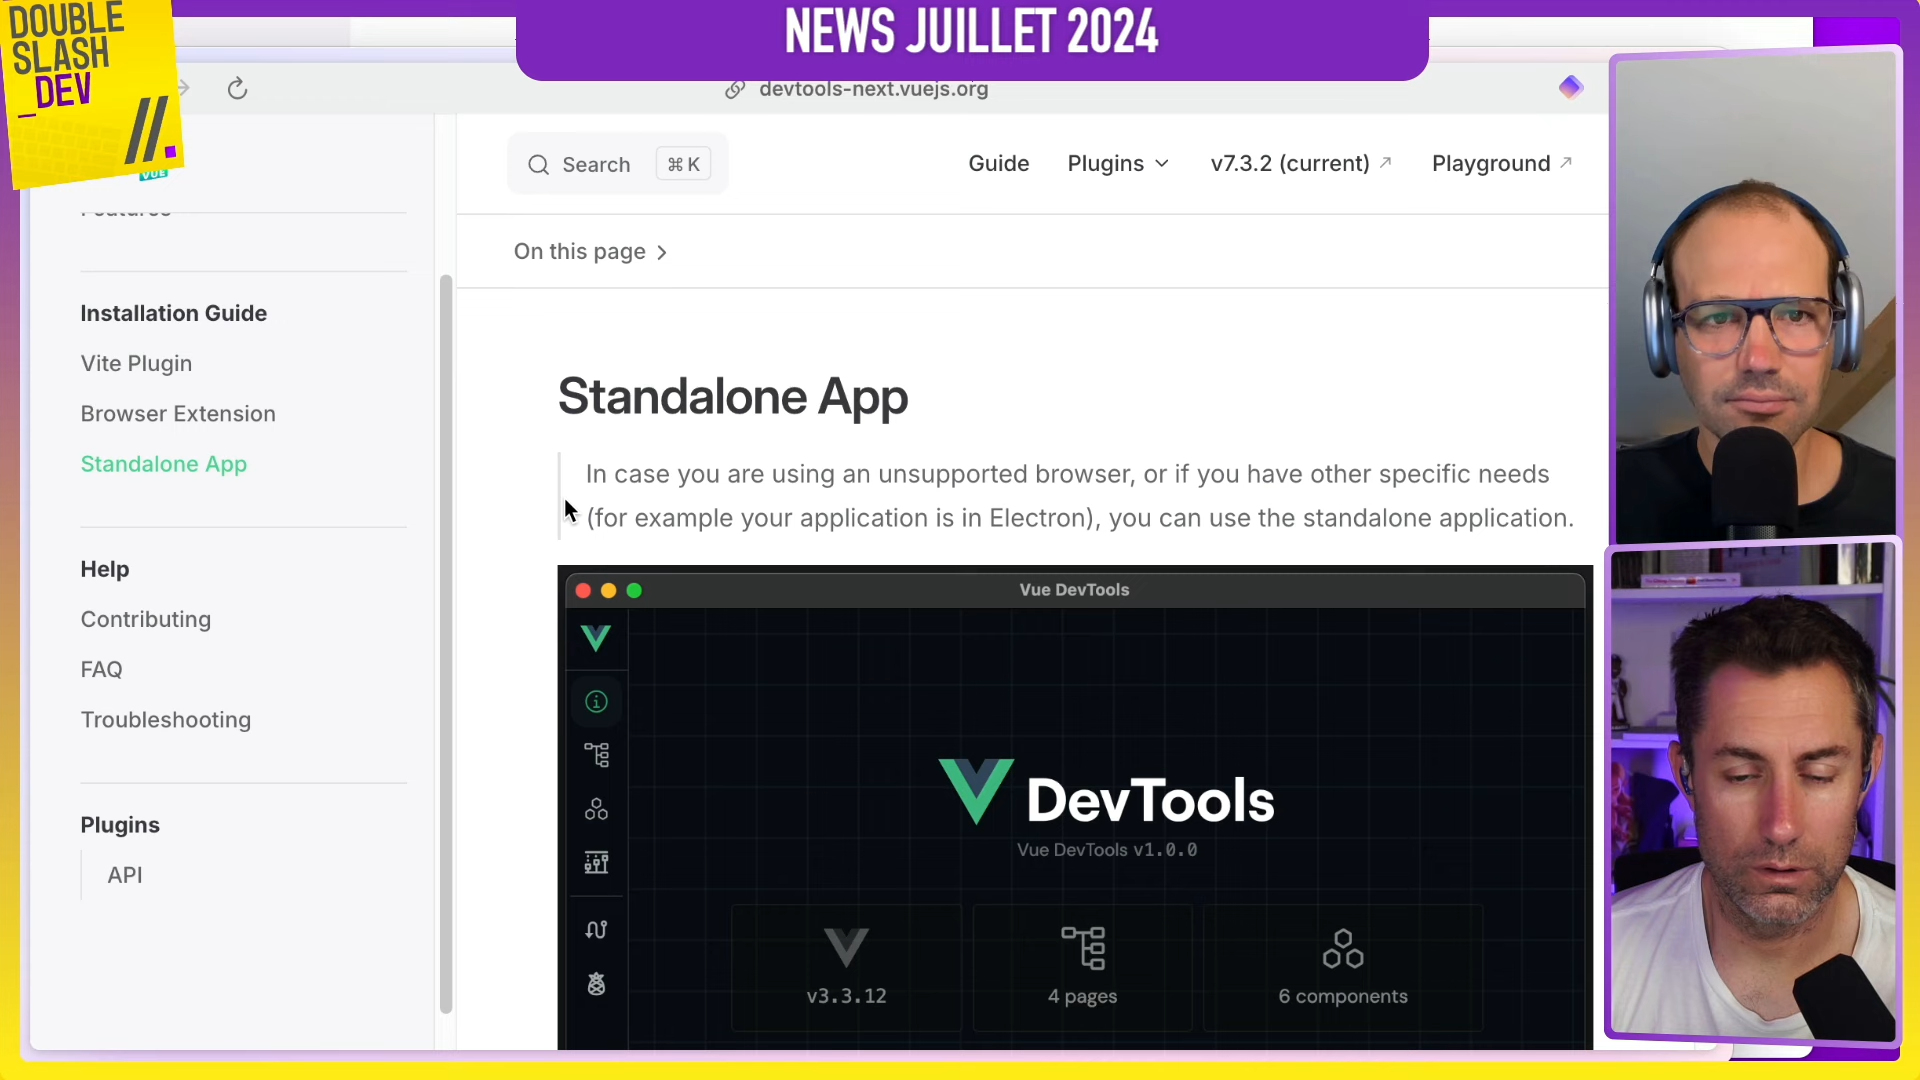 DOUBLE
SLASH
_DEV
//.
VUE
NEWS JUILLET 2024
devtools-next.vuejs.org
Search
⌘ K
Guide
Plugins
v7.3.2 (current)
Playground
On this page
Features
Installation Guide
Vite Plugin
Browser Extension
Standalone App
Help
Contributing
FAQ
Troubleshooting
Plugins
API
Standalone App
In case you are using an unsupported browser, or if you have other specific needs
(for example your application is in Electron), you can use the standalone application.
Vue DevTools
DevTools
Vue DevTools v1.0.0
v3.3.12
4 pages
6 components